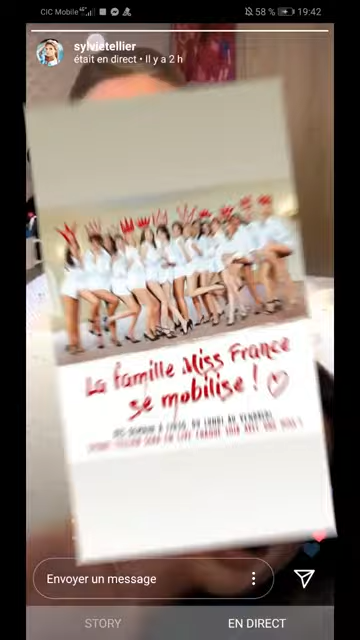 CIC Mobile 58 % 19:42
sylvietellier
était en direct • Il y a 2 h
La famille Miss France
se mobilise !
Envoyer un message
STORY EN DIRECT